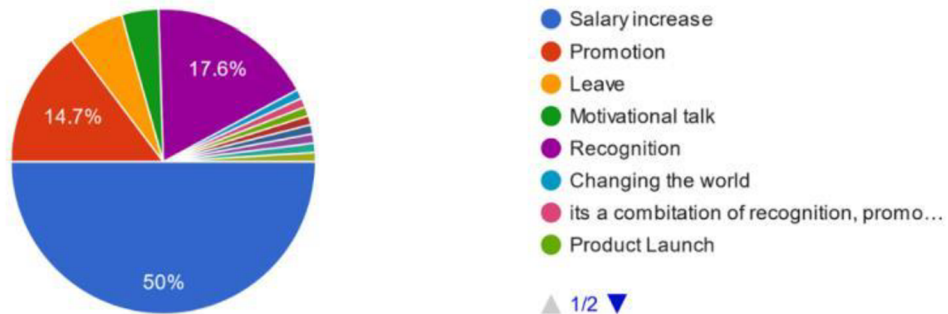 17.6%
14.7%
50%
Salary increase
Promotion
Leave
Motivational talk
Recognition
Changing the world
its a combitation of recognition, promo…
Product Launch
1/2